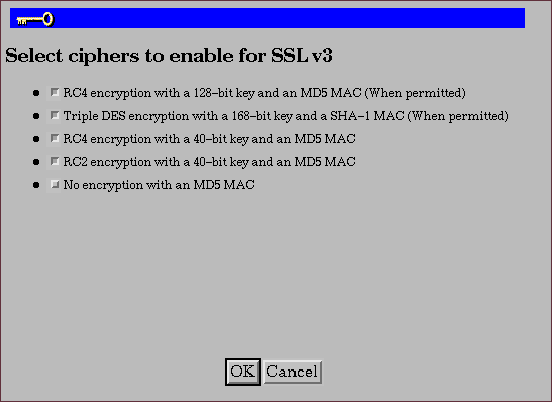 Select ciphers to enable for SSL v3
RC4 encryption with a 128-bit key and an MD5 MAC (When permitted)
Triple DES encryption with a 168-bit key and a SHA-1 MAC (When permitted)
RC4 encryption with a 40-bit key and an MD5 MAC
RC2 encryption with a 40-bit key and an MD5 MAC
No encryption with an MD5 MAC
OK Cancel